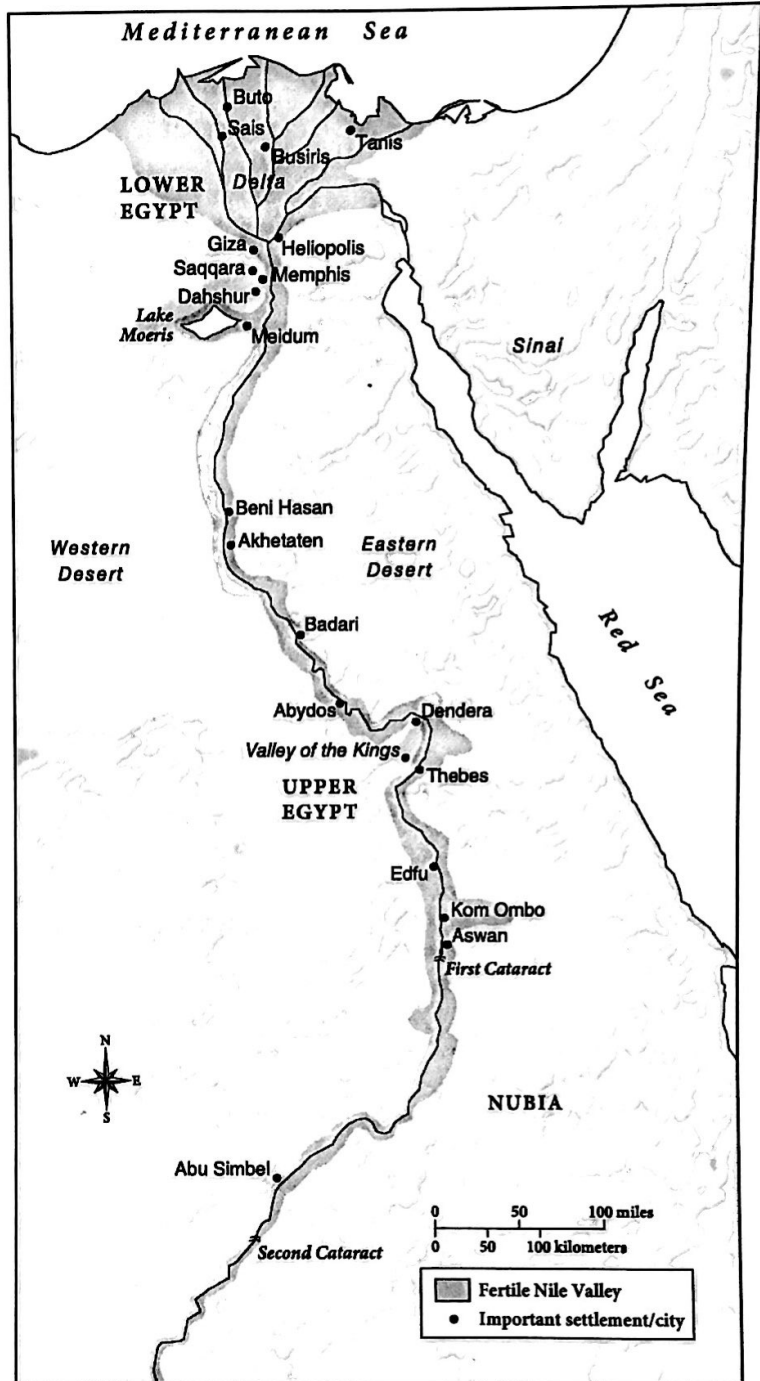 Mediterranean Sea
Buto
Sais
Tanis
Busiris
Delta
LOWER
EGYPT
Heliopolis
Giza
Saqqara
Memphis
Dahshur
Lake
Moeris
Meidum
Sinai
Beni Hasan
Akhetaten
Western
Desert
Eastern
Desert
Badari
Red Sea
Abydos
Dendera
Valley of the Kings
Thebes
UPPER
EGYPT
Edfu
Kom Ombo
Aswan
First Cataract
N
W E
S
NUBIA
Abu Simbel
0 50 100 miles
0 50 100 kilometers
Second Cataract
Fertile Nile Valley
Important settlement/city